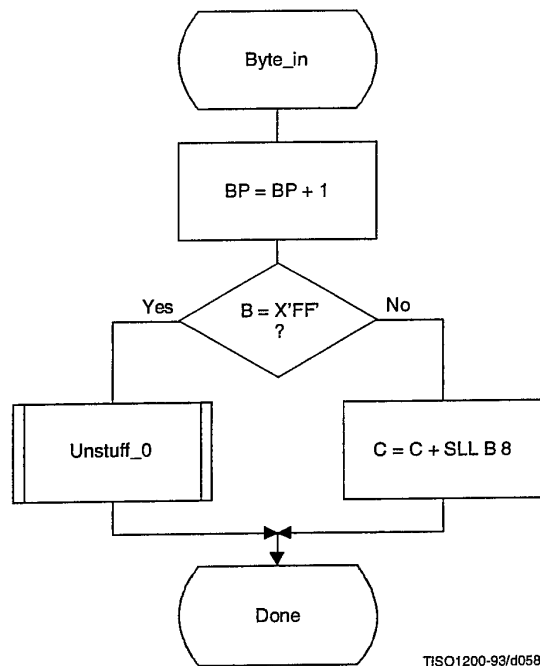 Byte_in
BP = BP + 1
Yes
B = X'FF'
?
No
Unstuff_0
C = C + SLL B 8
Done
TISO1200-93/d058